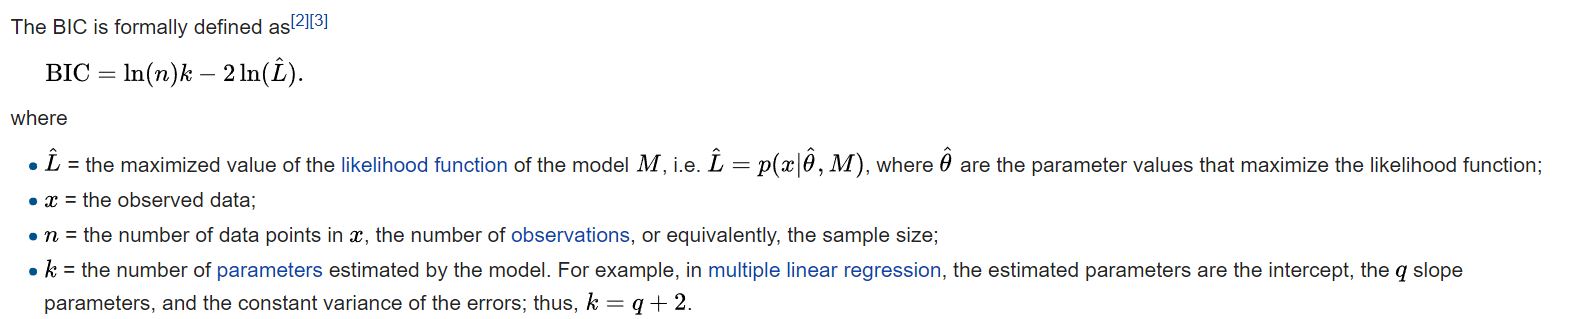 The BIC is formally defined as[2][3]
BIC = ln(n)k − 2 ln(L̂).
where
• L̂ = the maximized value of the likelihood function of the model M, i.e. L̂ = p(x|θ̂, M), where θ̂ are the parameter values that maximize the likelihood function;
• x = the observed data;
• n = the number of data points in x, the number of observations, or equivalently, the sample size;
• k = the number of parameters estimated by the model. For example, in multiple linear regression, the estimated parameters are the intercept, the q slope
parameters, and the constant variance of the errors; thus, k = q + 2.